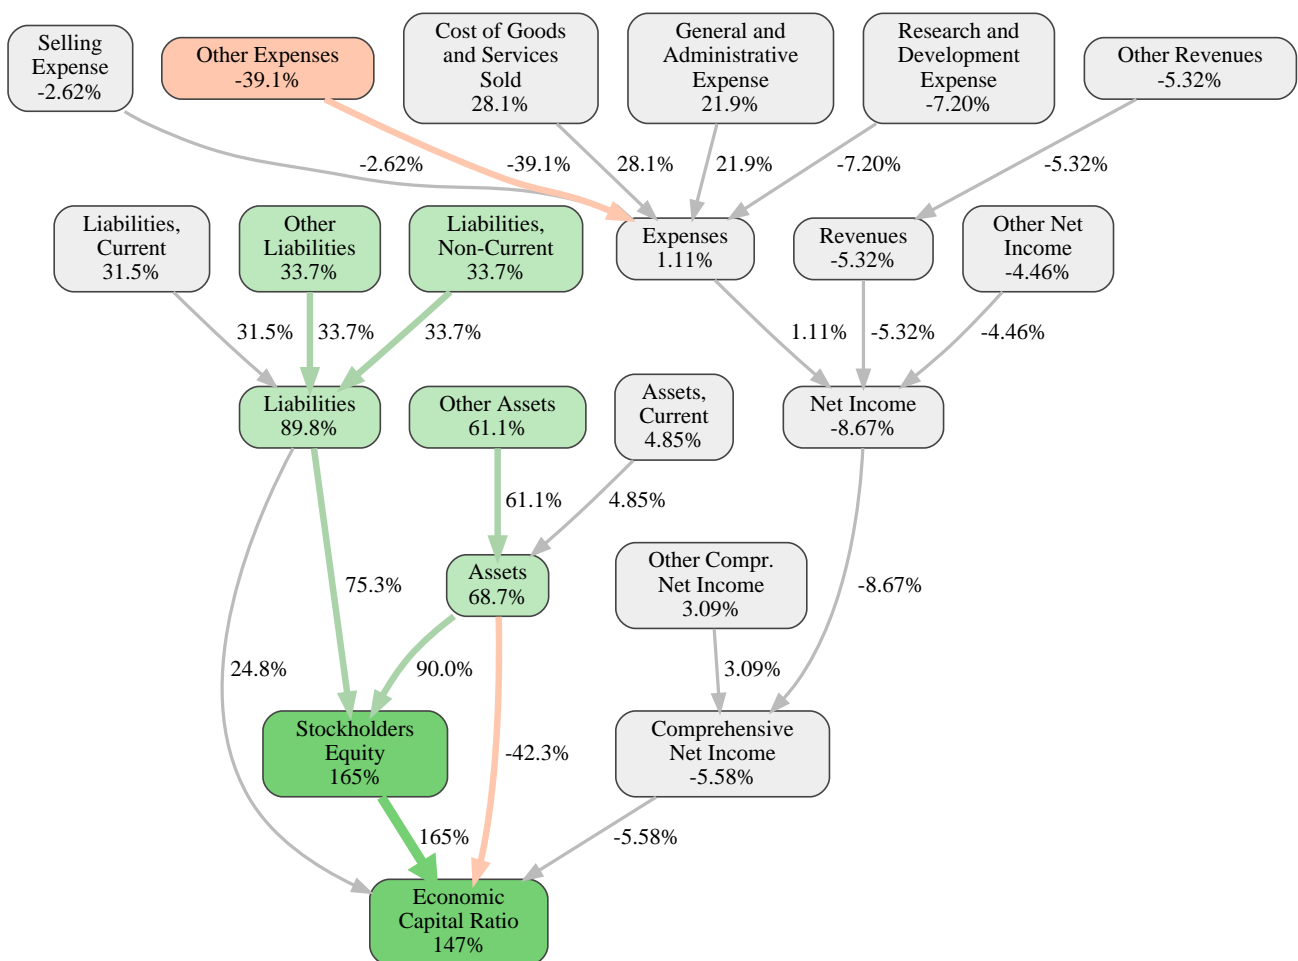 Selling
Expense
-2.62%
Other Expenses
-39.1%
Cost of Goods
and Services
Sold
28.1%
General and
Administrative
Expense
21.9%
Research and
Development
Expense
-7.20%
Other Revenues
-5.32%
-2.62%
-39.1%
28.1%
21.9%
-7.20%
-5.32%
Liabilities,
Current
31.5%
Other
Liabilities
33.7%
Liabilities,
Non-Current
33.7%
Expenses
1.11%
Revenues
-5.32%
Other Net
Income
-4.46%
31.5%
33.7%
33.7%
1.11%
-5.32%
-4.46%
Liabilities
89.8%
Other Assets
61.1%
Assets,
Current
4.85%
Net Income
-8.67%
61.1%
4.85%
Assets
68.7%
Other Compr.
Net Income
3.09%
75.3%
-8.67%
24.8%
90.0%
3.09%
Stockholders
Equity
165%
-42.3%
Comprehensive
Net Income
-5.58%
165%
-5.58%
Economic
Capital Ratio
147%